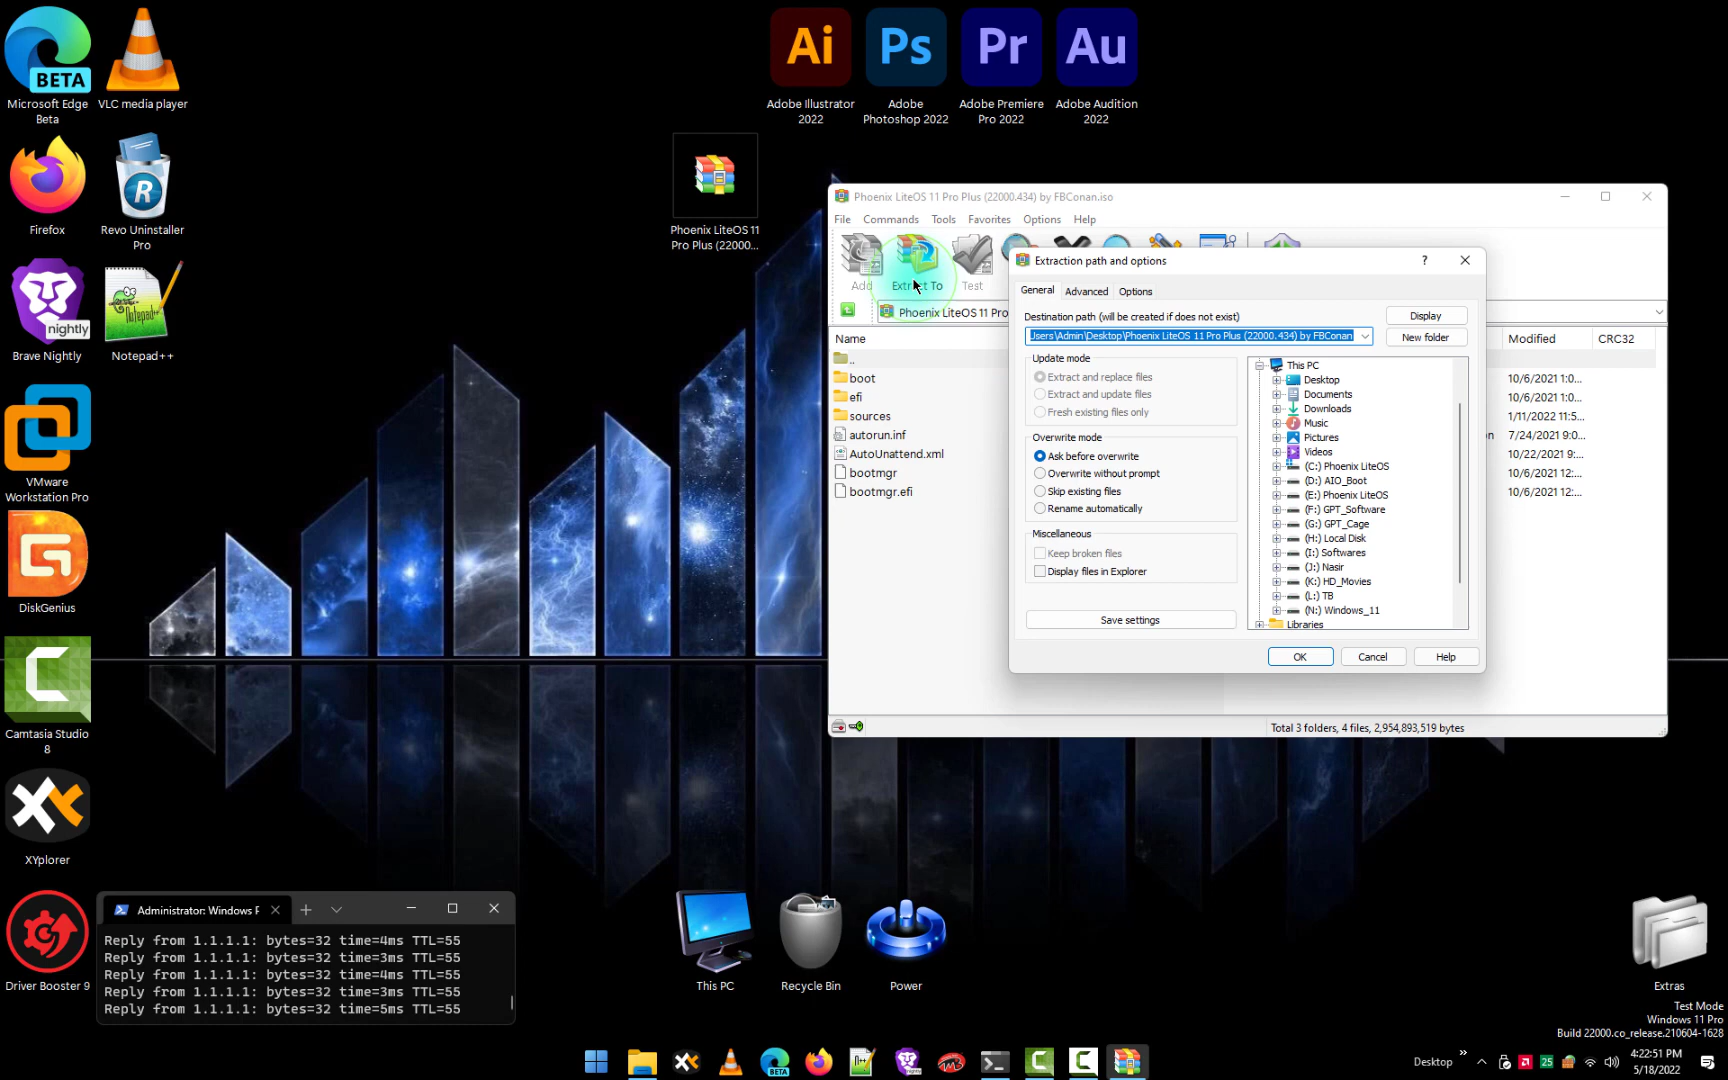 BETA
Microsoft Edge
Beta
VLC media player
Firefox
R
Revo Uninstaller
Pro
nightly
Brave Nightly
Notepad++
Notepad++
VMware
Workstation Pro
DiskGenius
Camtasia Studio
8
XYplorer
Driver Booster 9
Ai
Adobe Illustrator
2022
Ps
Adobe
Photoshop 2022
Pr
Adobe Premiere
Pro 2022
Au
Adobe Audition
2022
Phoenix LiteOS 11
Pro Plus (22000...
Phoenix LiteOS 11 Pro Plus (22000.434) by FBConan.iso
File Commands Tools Favorites Options Help
Add Extract To Test
Phoenix LiteOS 11 Pro
Name Modified CRC32
..
boot 10/6/2021 1:0...
efi 10/6/2021 1:0...
sources 1/11/2022 11:5...
autorun.inf 7/24/2021 9:0...
AutoUnattend.xml 10/22/2021 9:...
bootmgr 10/6/2021 12:...
bootmgr.efi 10/6/2021 12:...
Total 3 folders, 4 files, 2,954,893,519 bytes
Extraction path and options
?
General Advanced Options
Destination path (will be created if does not exist)
Display
Users\Admin\Desktop\Phoenix LiteOS 11 Pro Plus (22000.434) by FBConan
New folder
Update mode
Extract and replace files
Extract and update files
Fresh existing files only
Overwrite mode
Ask before overwrite
Overwrite without prompt
Skip existing files
Rename automatically
Miscellaneous
Keep broken files
Display files in Explorer
Save settings
This PC
Desktop
Documents
Downloads
Music
Pictures
Videos
(C:) Phoenix LiteOS
(D:) AIO_Boot
(E:) Phoenix LiteOS
(F:) GPT_Software
(G:) GPT_Cage
(H:) Local Disk
(I:) Softwares
(J:) Nasir
(K:) HD_Movies
(L:) TB
(N:) Windows_11
Libraries
OK Cancel Help
Administrator: Windows P
Reply from 1.1.1.1: bytes=32 time=4ms TTL=55
Reply from 1.1.1.1: bytes=32 time=3ms TTL=55
Reply from 1.1.1.1: bytes=32 time=4ms TTL=55
Reply from 1.1.1.1: bytes=32 time=3ms TTL=55
Reply from 1.1.1.1: bytes=32 time=5ms TTL=55
This PC
Recycle Bin
Power
Extras
Test Mode
Windows 11 Pro
Build 22000.co_release.210604-1628
BETA
Desktop
25
4:22:51 PM
5/18/2022